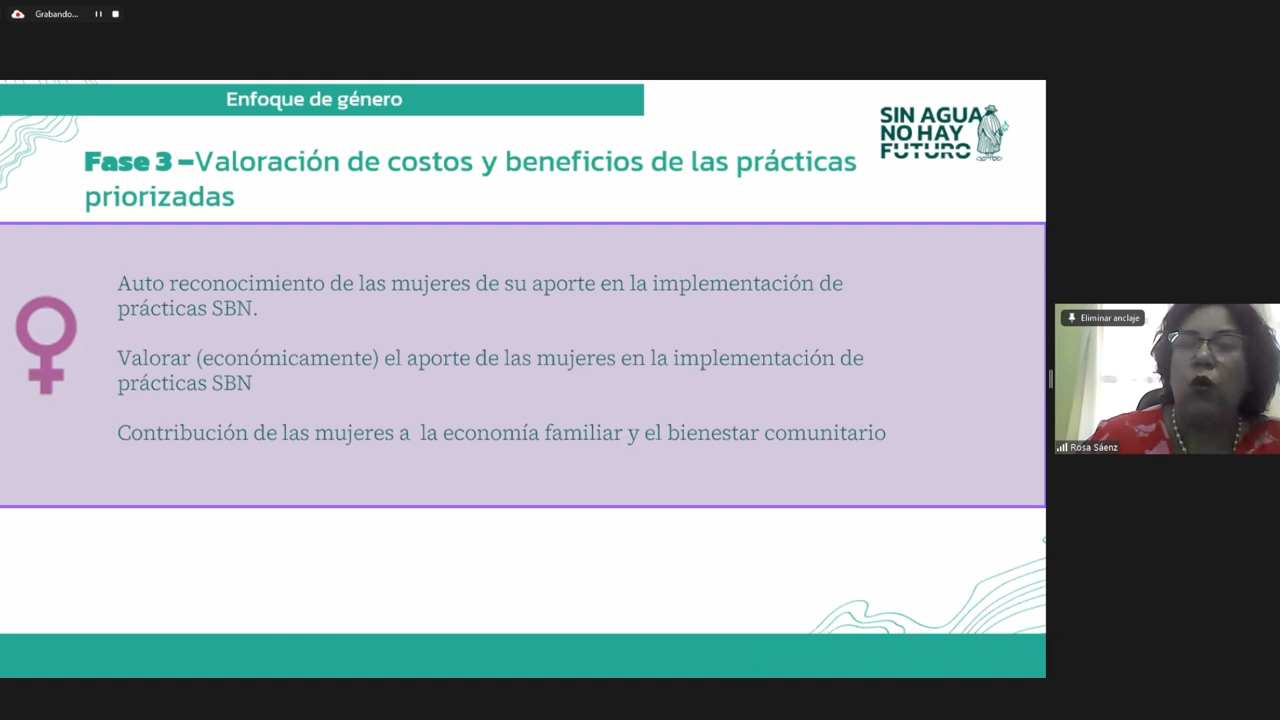 Grabando...
Enfoque de género
SIN AGUA
NO HAY
FUTURO
Fase 3 –Valoración de costos y beneficios de las prácticas
priorizadas
Auto reconocimiento de las mujeres de su aporte en la implementación de
prácticas SBN.
Valorar (económicamente) el aporte de las mujeres en la implementación de
prácticas SBN
Contribución de las mujeres a  la economía familiar y el bienestar comunitario
Eliminar anclaje
Rosa Sáenz